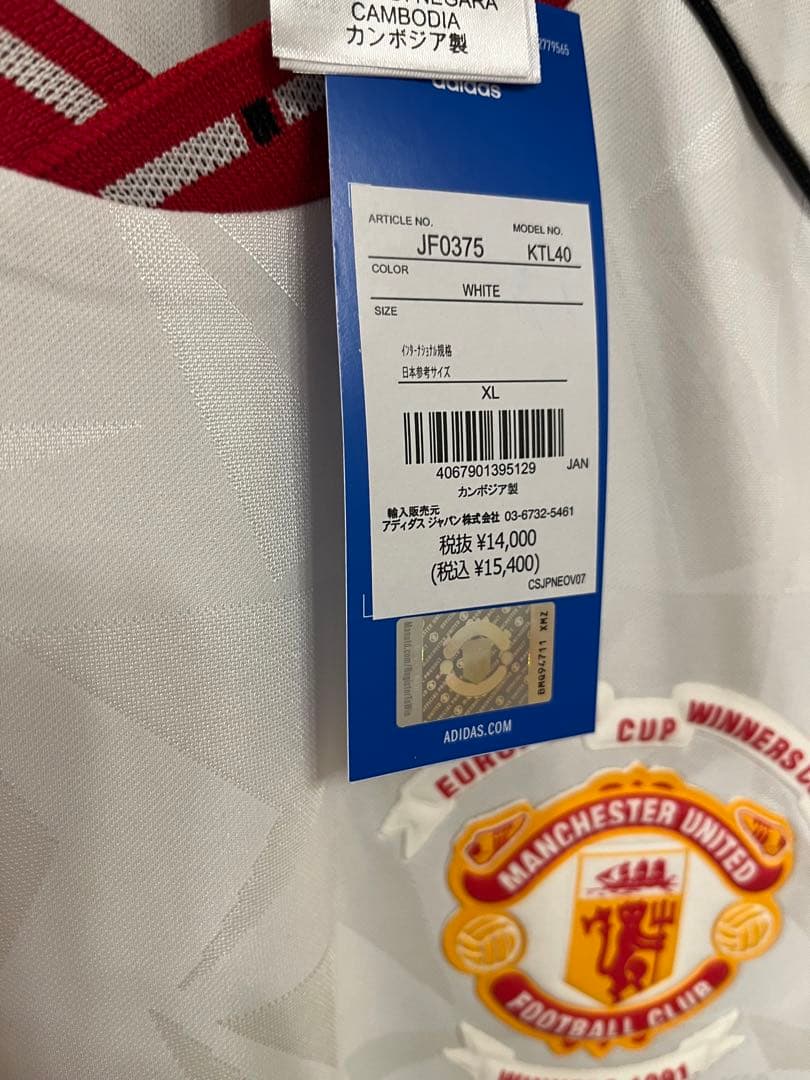 CAMBODIA
カンボジア製
2779565
adidas
ARTICLE NO.
MODEL NO.
JF0375
KTL40
COLOR
WHITE
SIZE
インターナショナル規格
日本参考サイズ
XL
4067901395129
JAN
カンボジア製
輸入販売元
アディダス ジャパン株式会社 03-6732-5461
税抜 ¥14,000
(税込 ¥15,400)
CSJPNEOV07
BMQ94711 XMZ
ADIDAS.COM
CUP WINNERS
MANCHESTER UNITED
FOOTBALL CLUB